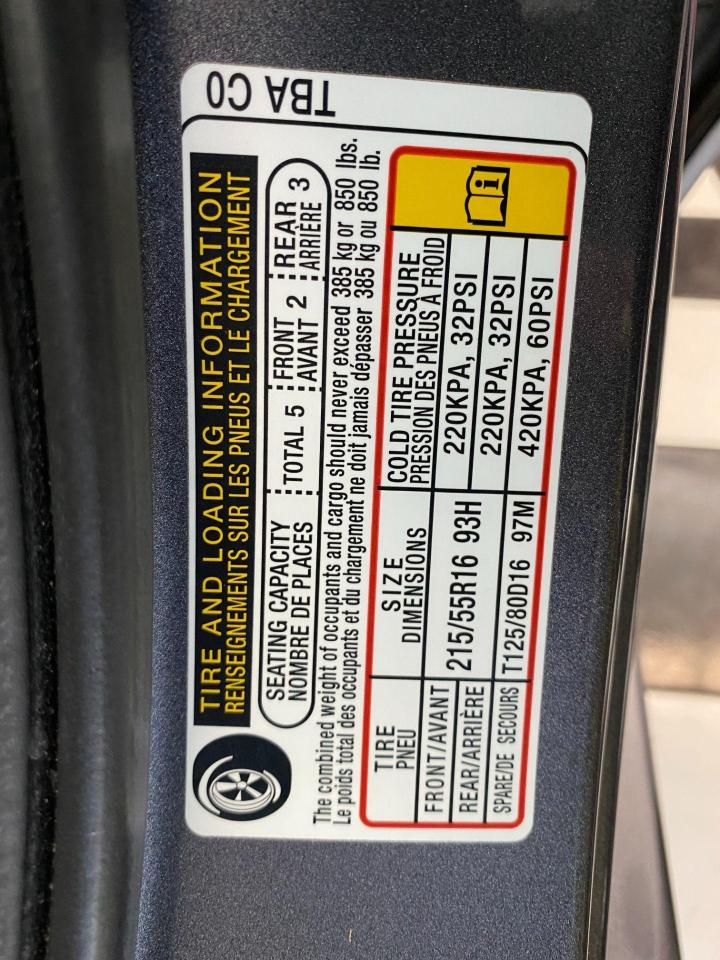 TBA C0
TIRE AND LOADING INFORMATION
RENSEIGNEMENTS SUR LES PNEUS ET LE CHARGEMENT
SEATING CAPACITY TOTAL 5 FRONT 2 REAR 3
NOMBRE DE PLACES AVANT ARRIÈRE
The combined weight of occupants and cargo should never exceed 385 kg or 850 lbs.
Le poids total des occupants et du chargement ne doit jamais dépasser 385 kg ou 850 lb.
TIRE SIZE COLD TIRE PRESSURE
PNEU DIMENSIONS PRESSION DES PNEUS À FROID
FRONT/AVANT 215/55R16 93H 220KPA, 32PSI
REAR/ARRIÈRE 220KPA, 32PSI
SPARE/DE SECOURS T125/80D16 97M 420KPA, 60PSI